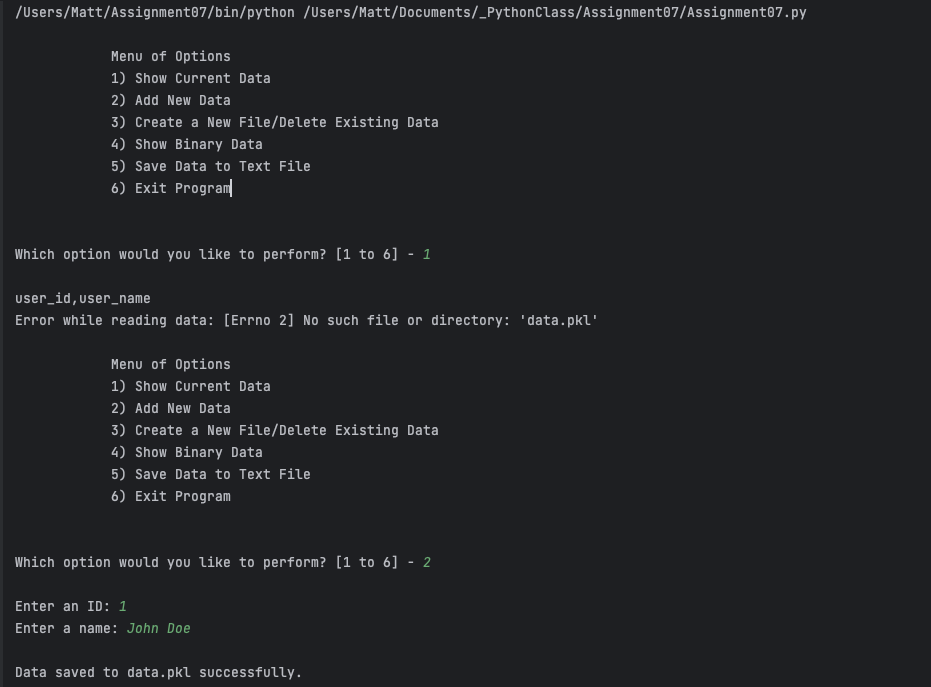 /Users/Matt/Assignment07/bin/python /Users/Matt/Documents/_PythonClass/Assignment07/Assignment07.py
Menu of Options
1) Show Current Data
2) Add New Data
3) Create a New File/Delete Existing Data
4) Show Binary Data
5) Save Data to Text File
6) Exit Program
Which option would you like to perform? [1 to 6] - 1
user_id,user_name
Error while reading data: [Errno 2] No such file or directory: 'data.pkl'
Menu of Options
1) Show Current Data
2) Add New Data
3) Create a New File/Delete Existing Data
4) Show Binary Data
5) Save Data to Text File
6) Exit Program
Which option would you like to perform? [1 to 6] - 2
Enter an ID: 1
Enter a name: John Doe
Data saved to data.pkl successfully.